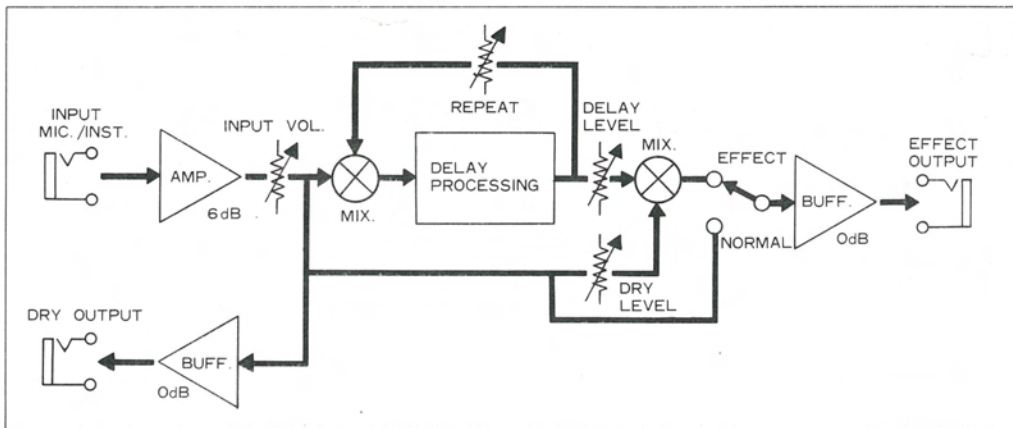 INPUT
MIC./INST.
AMP.
6dB
INPUT VOL.
MIX.
REPEAT
DELAY
PROCESSING
DELAY
LEVEL
MIX.
EFFECT
NORMAL
DRY
LEVEL
BUFF.
0dB
EFFECT
OUTPUT
DRY OUTPUT
BUFF.
0dB